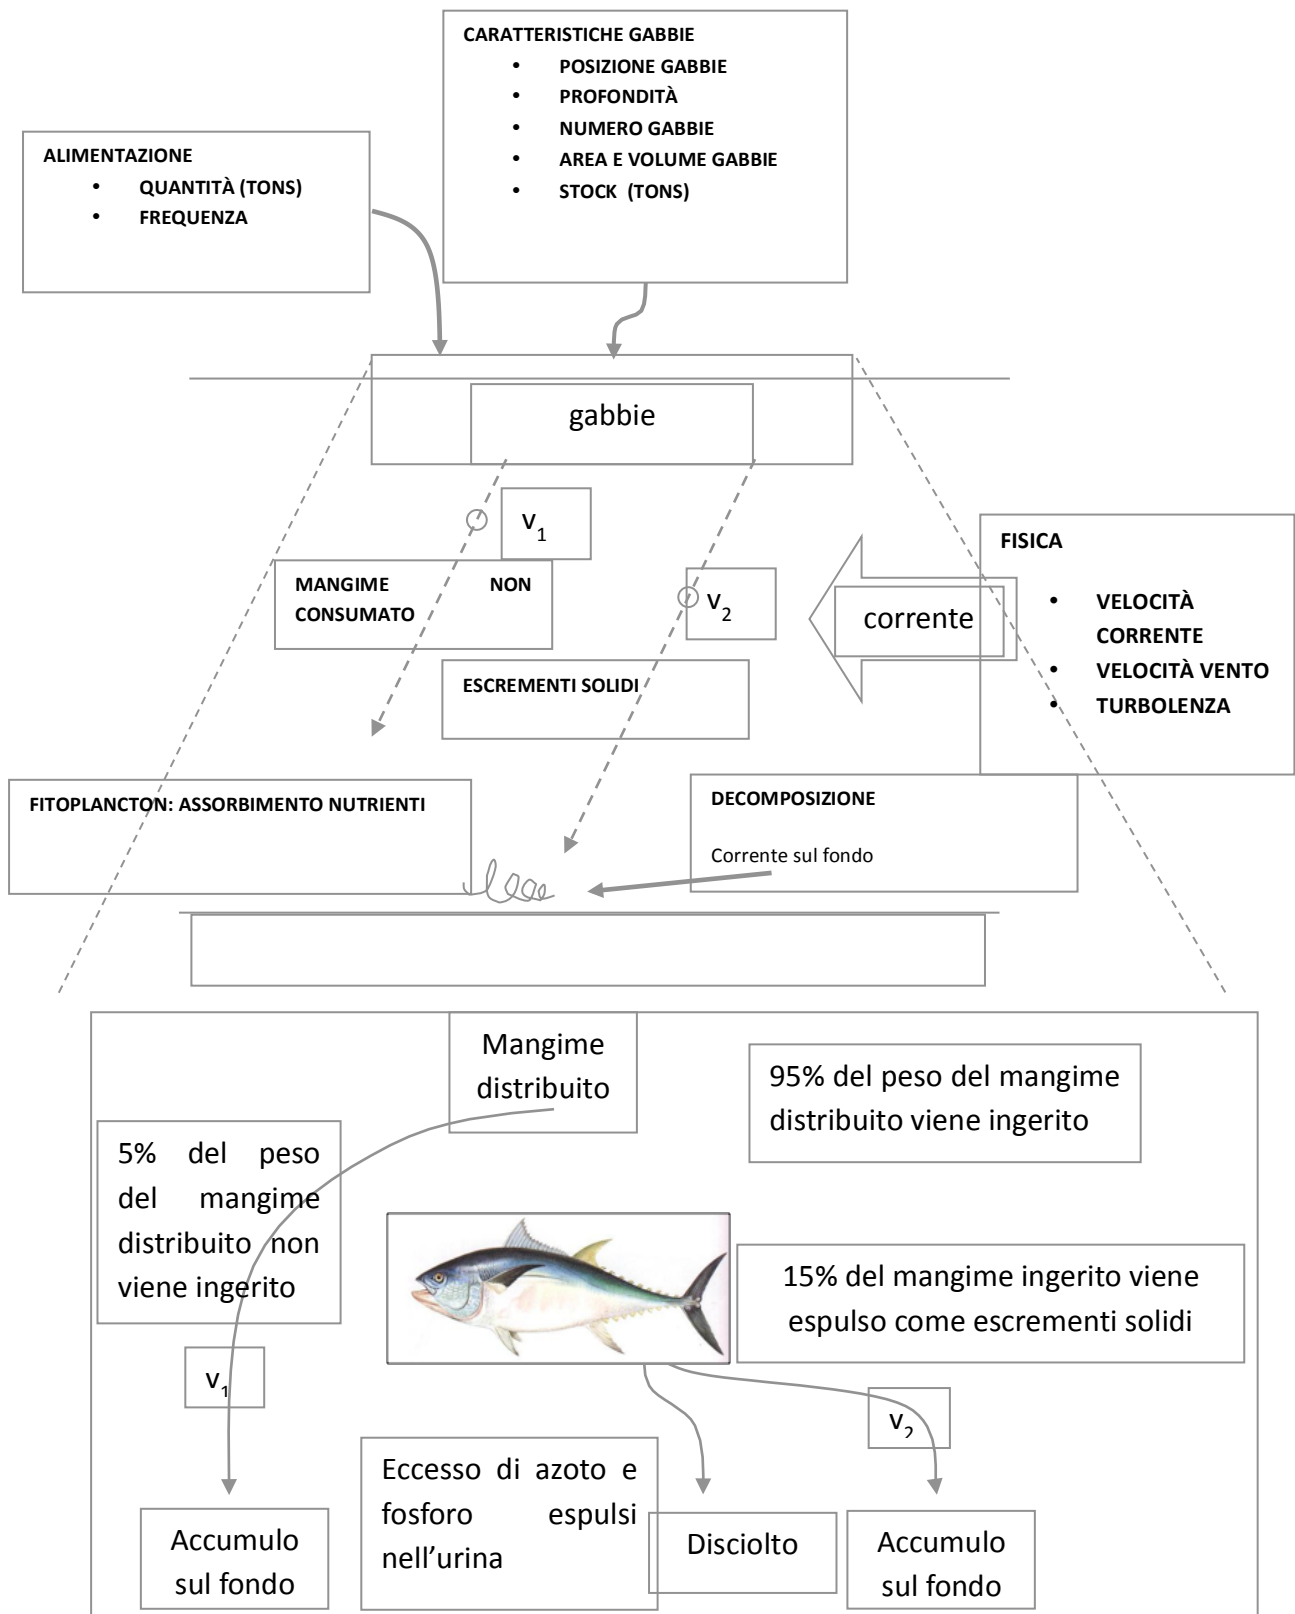 CARATTERISTICHE GABBIE
• POSIZIONE GABBIE
• PROFONDITÀ
• NUMERO GABBIE
• AREA E VOLUME GABBIE
• STOCK (TONS)
ALIMENTAZIONE
• QUANTITÀ (TONS)
• FREQUENZA
gabbie
v1
FISICA
• VELOCITÀ
CORRENTE
• VELOCITÀ VENTO
• TURBOLENZA
MANGIME NON
CONSUMATO
v2
corrente
ESCREMENTI SOLIDI
FITOPLANCTON: ASSORBIMENTO NUTRIENTI
DECOMPOSIZIONE
Corrente sul fondo
Mangime
distribuito
95% del peso del mangime
distribuito viene ingerito
5% del peso
del mangime
distribuito non
viene ingerito
15% del mangime ingerito viene
espulso come escrementi solidi
v1
v2
Eccesso di azoto e
fosforo espulsi
nell'urina
Accumulo
sul fondo
Disciolto
Accumulo
sul fondo